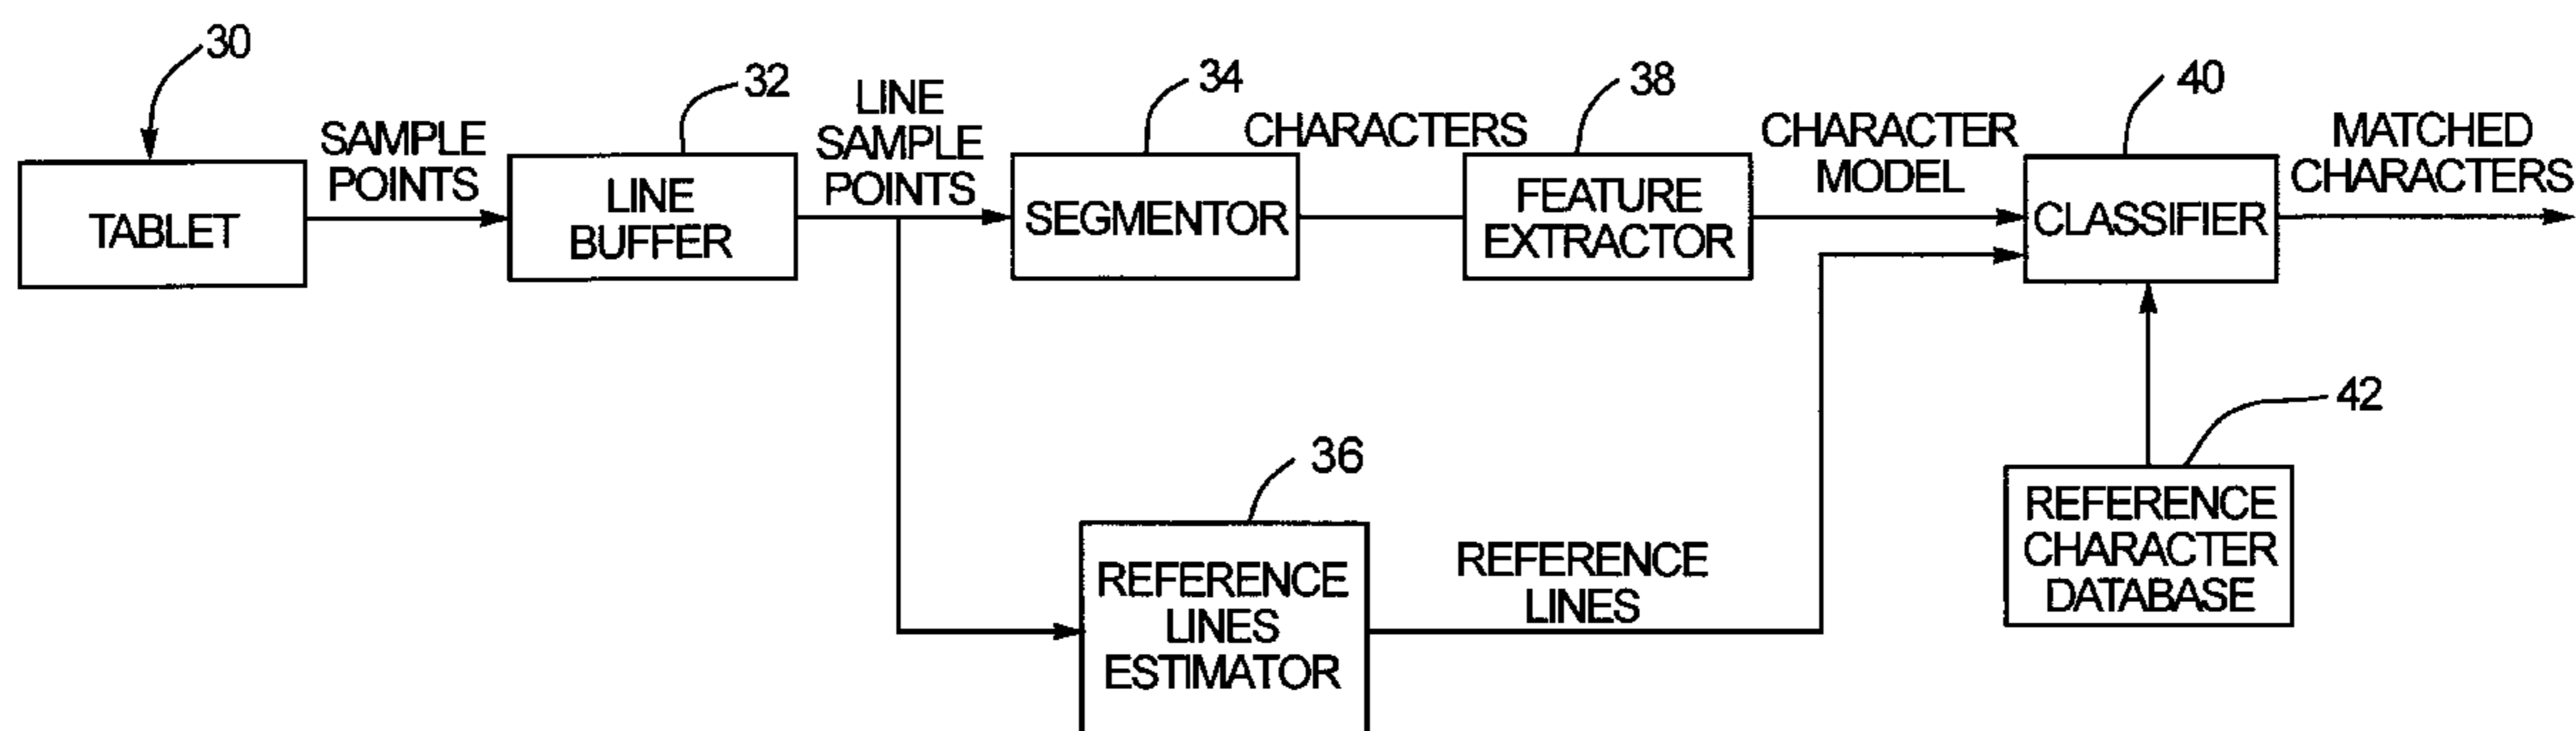 30
TABLET
SAMPLE
POINTS
32
LINE
BUFFER
LINE
SAMPLE
POINTS
34
SEGMENTOR
CHARACTERS
38
FEATURE
EXTRACTOR
CHARACTER
MODEL
40
CLASSIFIER
MATCHED
CHARACTERS
36
REFERENCE
LINES
ESTIMATOR
REFERENCE
LINES
42
REFERENCE
CHARACTER
DATABASE